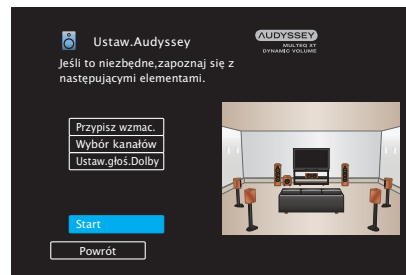 Ustaw.Audyssey
AUDYSSEY
MULTEQ XT
DYNAMIC VOLUME
Jeśli to niezbędne,zapoznaj się z
następującymi elementami.
Przypisz wzmac.
Wybór kanałów
Ustaw.głoś.Dolby
Start
Powrót